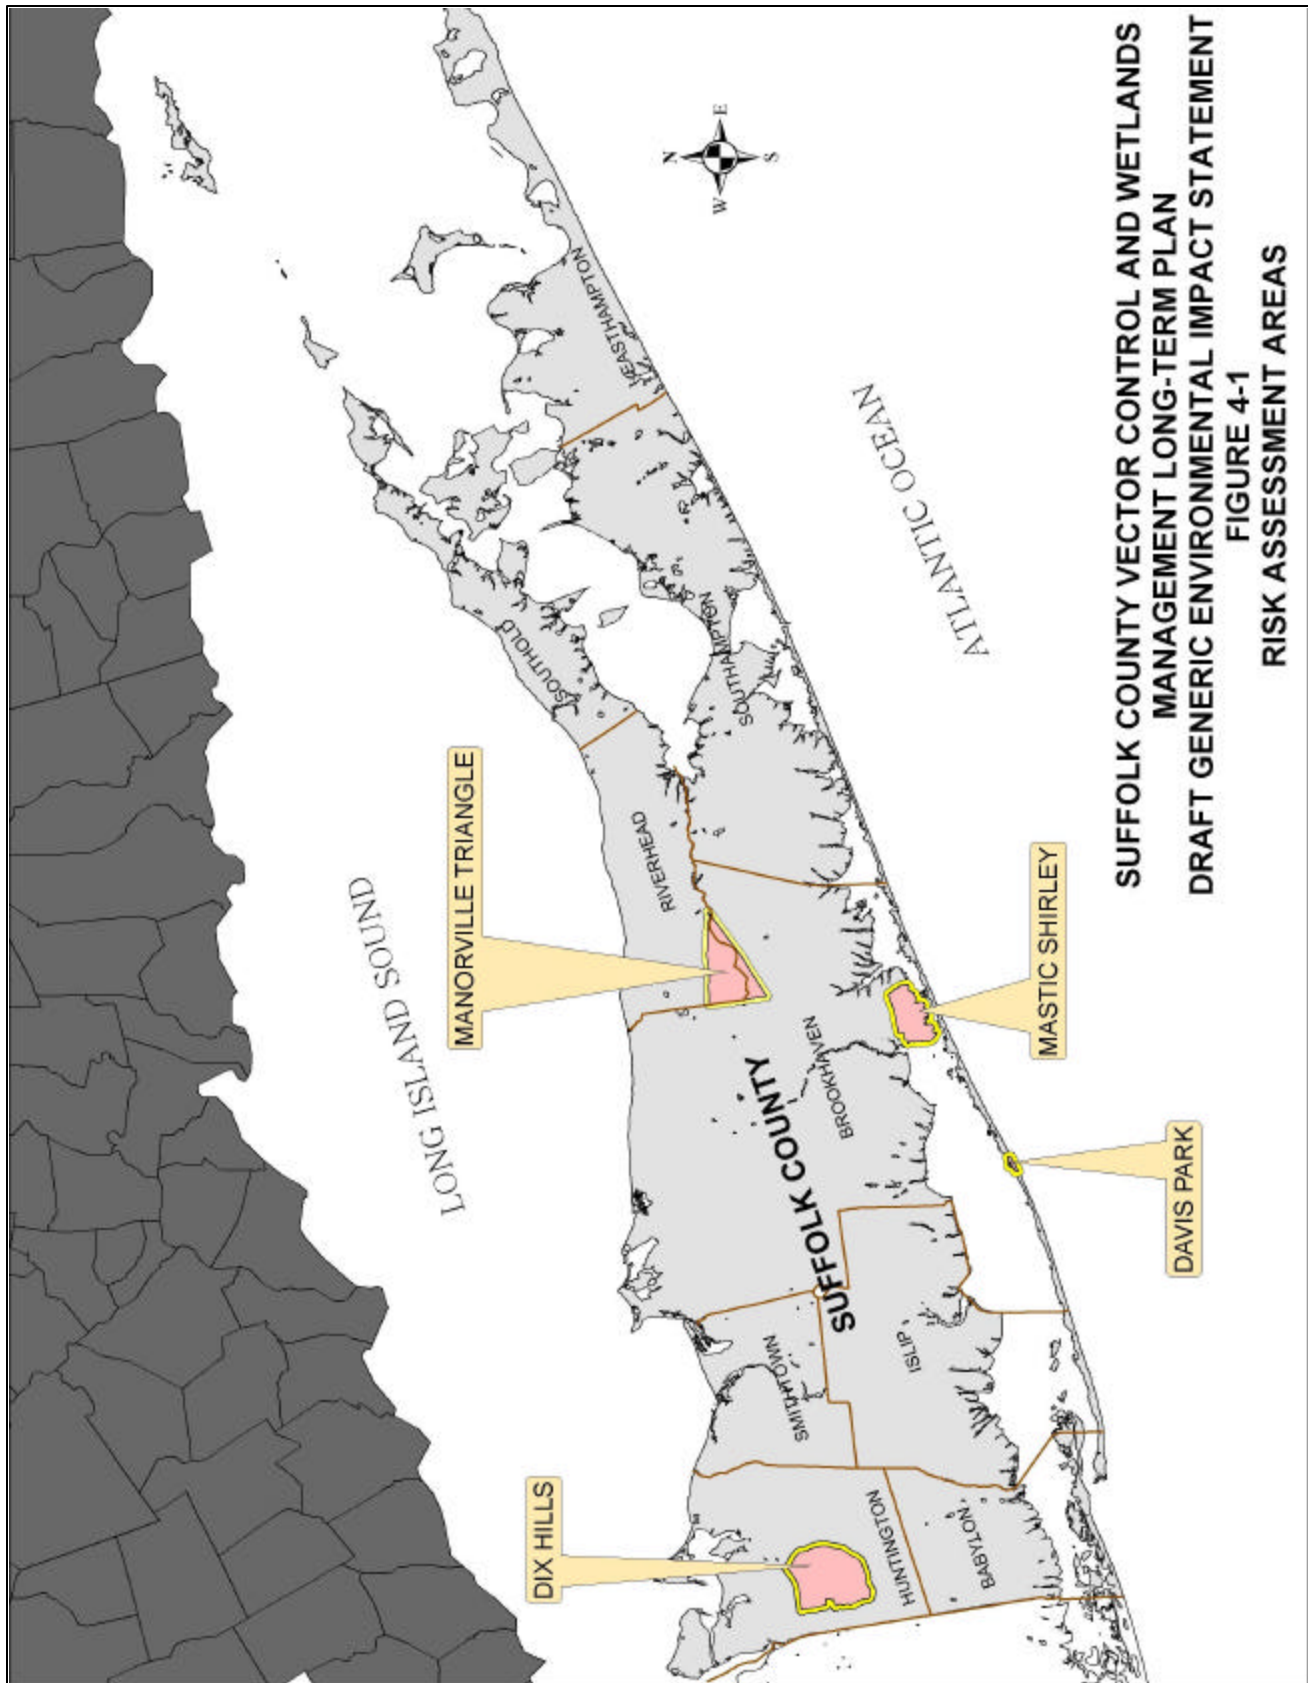 LONG ISLAND SOUND
MANORVILLE TRIANGLE
DIX HILLS
SOUTHOLD
RIVERHEAD
EASTHAMPTON
SOUTHAMPTON
SMITHTOWN
HUNTINGTON
BABYLON
ISLIP
BROOKHAVEN
SUFFOLK COUNTY
MASTIC SHIRLEY
DAVIS PARK
ATLANTIC OCEAN
N
W
E
S
SUFFOLK COUNTY VECTOR CONTROL AND WETLANDS
MANAGEMENT LONG-TERM PLAN
DRAFT GENERIC ENVIRONMENTAL IMPACT STATEMENT
FIGURE 4-1
RISK ASSESSMENT AREAS